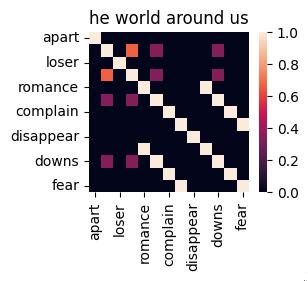 he world around us
apart
loser
romance
complain
disappear
downs
fear
1.0
0.8
0.6
0.4
0.2
0.0
apart
loser
romance
complain
disappear
downs
fear